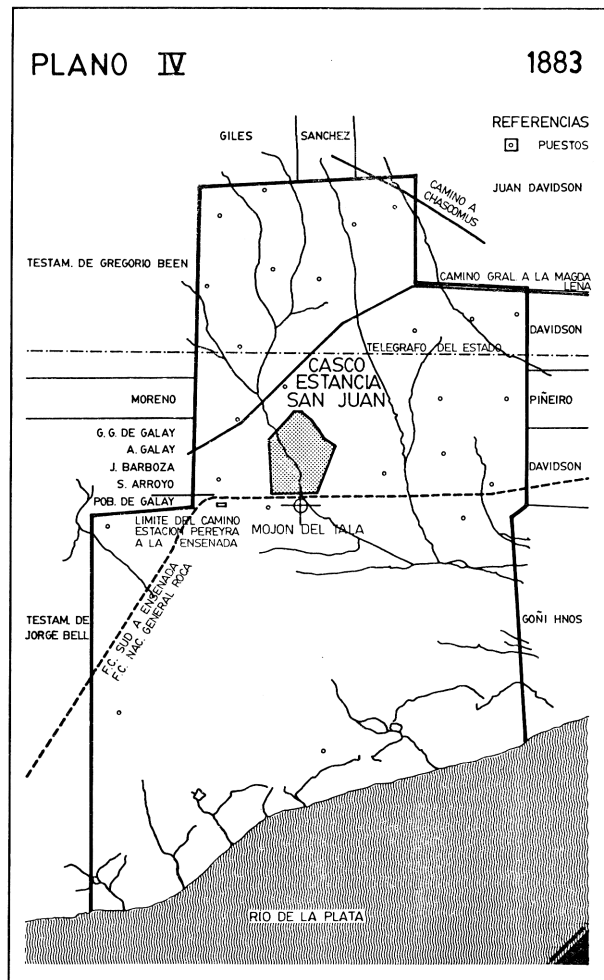 PLANO IV
1883
REFERENCIAS
PUESTOS
GILES
SANCHEZ
JUAN DAVIDSON
CAMINO A
CHASCOMUS
TESTAM. DE GREGORIO BEEN
CAMINO GRAL A LA MAGDA
LENA
DAVIDSON
TELEGRAFO DEL ESTADO
CASCO
ESTANCIA
SAN JUAN
MORENO
PIÑEIRO
G.G. DE GALAY
A. GALAY
J. BARBOZA
S. ARROYO
POB. DE GALAY
DAVIDSON
LIMITE DEL CAMINO
ESTACION PEREYRA
A LA ENSENADA
MOJON DEL TALA
TESTAM. DE
JORGE BELL
F.C. SUD A ENSENADA
F.C. NAC. GENERAL ROCA
GOÑI HNOS
RIO DE LA PLATA